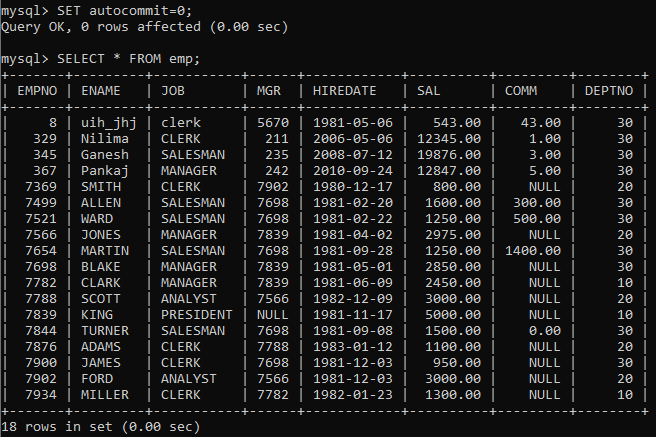 mysql> SET autocommit=0;
Query OK, 0 rows affected (0.00 sec)
mysql> SELECT * FROM emp;
+-------+---------+-----------+------+------------+----------+---------+--------+
| EMPNO | ENAME   | JOB       | MGR  | HIREDATE   | SAL      | COMM    | DEPTNO |
+-------+---------+-----------+------+------------+----------+---------+--------+
|     8 | uih_jhj | clerk     | 5670 | 1981-05-06 |   543.00 |   43.00 |     30 |
|   329 | Nilima  | CLERK     |  211 | 2006-05-06 | 12345.00 |    1.00 |     30 |
|   345 | Ganesh  | SALESMAN  |  235 | 2008-07-12 | 19876.00 |    3.00 |     30 |
|   367 | Pankaj  | MANAGER   |  242 | 2010-09-24 | 12847.00 |    5.00 |     30 |
|  7369 | SMITH   | CLERK     | 7902 | 1980-12-17 |   800.00 |    NULL |     20 |
|  7499 | ALLEN   | SALESMAN  | 7698 | 1981-02-20 |  1600.00 |  300.00 |     30 |
|  7521 | WARD    | SALESMAN  | 7698 | 1981-02-22 |  1250.00 |  500.00 |     30 |
|  7566 | JONES   | MANAGER   | 7839 | 1981-04-02 |  2975.00 |    NULL |     20 |
|  7654 | MARTIN  | SALESMAN  | 7698 | 1981-09-28 |  1250.00 | 1400.00 |     30 |
|  7698 | BLAKE   | MANAGER   | 7839 | 1981-05-01 |  2850.00 |    NULL |     30 |
|  7782 | CLARK   | MANAGER   | 7839 | 1981-06-09 |  2450.00 |    NULL |     10 |
|  7788 | SCOTT   | ANALYST   | 7566 | 1982-12-09 |  3000.00 |    NULL |     20 |
|  7839 | KING    | PRESIDENT | NULL | 1981-11-17 |  5000.00 |    NULL |     10 |
|  7844 | TURNER  | SALESMAN  | 7698 | 1981-09-08 |  1500.00 |    0.00 |     30 |
|  7876 | ADAMS   | CLERK     | 7788 | 1983-01-12 |  1100.00 |    NULL |     20 |
|  7900 | JAMES   | CLERK     | 7698 | 1981-12-03 |   950.00 |    NULL |     30 |
|  7902 | FORD    | ANALYST   | 7566 | 1981-12-03 |  3000.00 |    NULL |     20 |
|  7934 | MILLER  | CLERK     | 7782 | 1982-01-23 |  1300.00 |    NULL |     10 |
+-------+---------+-----------+------+------------+----------+---------+--------+
18 rows in set (0.00 sec)